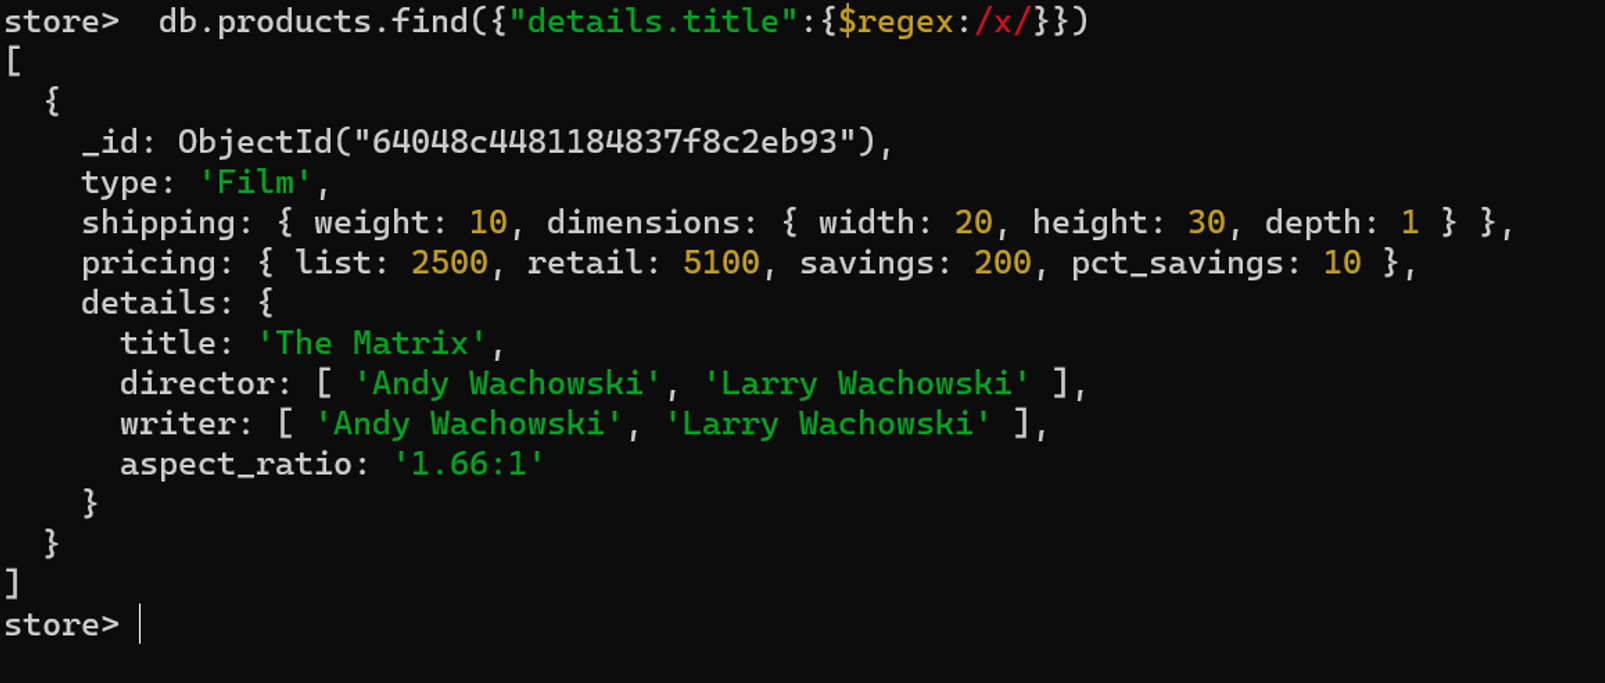 store>  db.products.find({"details.title":{$regex:/x/}})
[
  {
    _id: ObjectId("64048c4481184837f8c2eb93"),
    type: 'Film',
    shipping: { weight: 10, dimensions: { width: 20, height: 30, depth: 1 } },
    pricing: { list: 2500, retail: 5100, savings: 200, pct_savings: 10 },
    details: {
      title: 'The Matrix',
      director: [ 'Andy Wachowski', 'Larry Wachowski' ],
      writer: [ 'Andy Wachowski', 'Larry Wachowski' ],
      aspect_ratio: '1.66:1'
    }
  }
]
store>